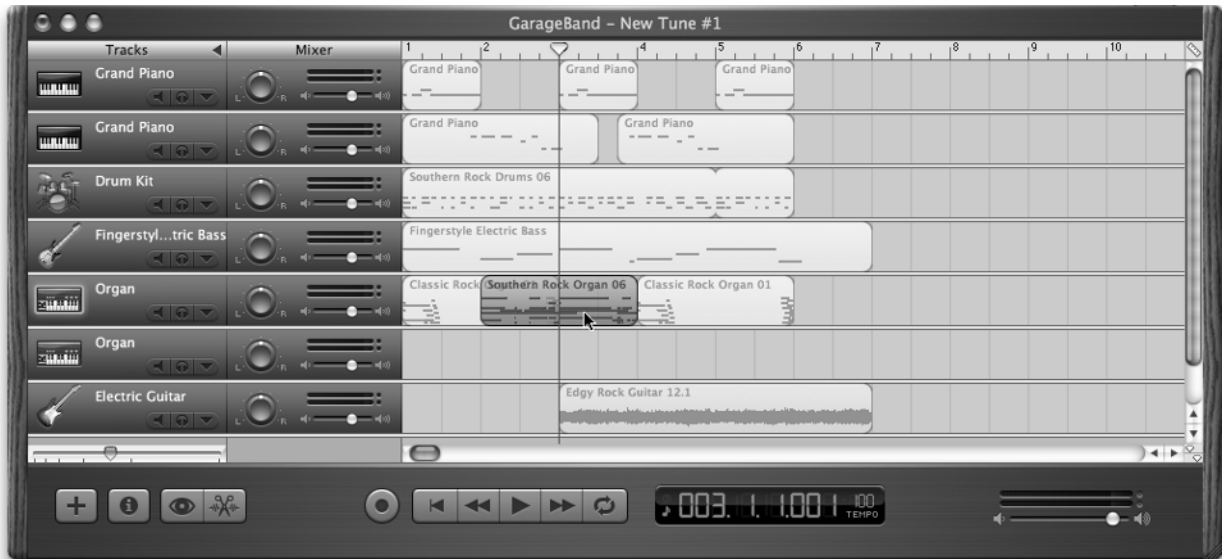 GarageBand – New Tune #1
Tracks Mixer 1 2 4 5 6 7 8 9 10
Grand Piano Grand Piano Grand Piano Grand Piano
L R
Grand Piano Grand Piano Grand Piano
L R
Drum Kit Southern Rock Drums 06
L R
Fingerstyl...tric Bass Fingerstyle Electric Bass
L R
Organ Classic Rock Southern Rock Organ 06 Classic Rock Organ 01
L R
Organ
L R
Electric Guitar Edgy Rock Guitar 12.1
L R
003. 1. 1.001 100
TEMPO